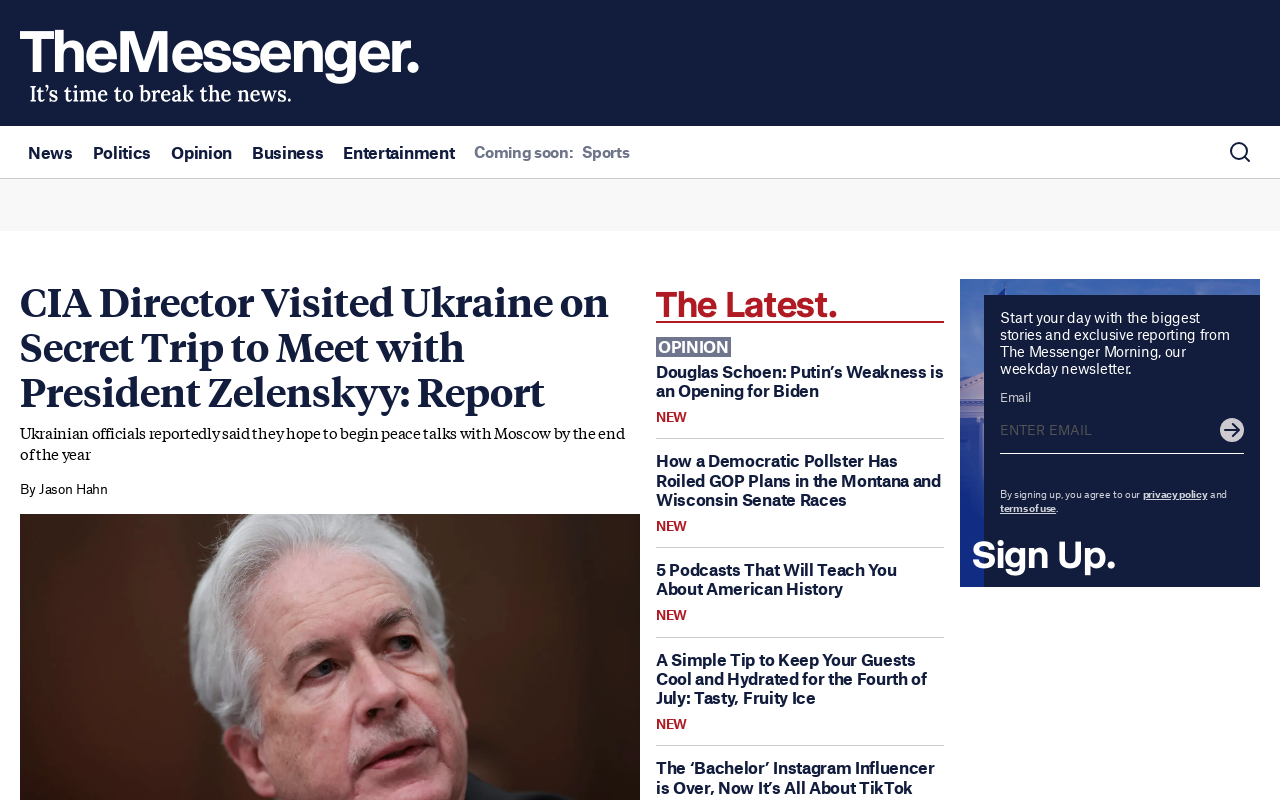 TheMessenger.
It's time to break the news.
News Politics Opinion Business Entertainment Coming soon: Sports
CIA Director Visited Ukraine on
Secret Trip to Meet with
President Zelenskyy: Report
Ukrainian officials reportedly said they hope to begin peace talks with Moscow by the end
of the year
By Jason Hahn
The Latest.
OPINION
Douglas Schoen: Putin’s Weakness is
an Opening for Biden
NEW
How a Democratic Pollster Has
Roiled GOP Plans in the Montana and
Wisconsin Senate Races
NEW
5 Podcasts That Will Teach You
About American History
NEW
A Simple Tip to Keep Your Guests
Cool and Hydrated for the Fourth of
July: Tasty, Fruity Ice
NEW
The ‘Bachelor’ Instagram Influencer
is Over, Now It’s All About TikTok
Start your day with the biggest
stories and exclusive reporting from
The Messenger Morning, our
weekday newsletter.
Email
ENTER EMAIL
By signing up, you agree to our privacy policy and
terms of use.
Sign Up.